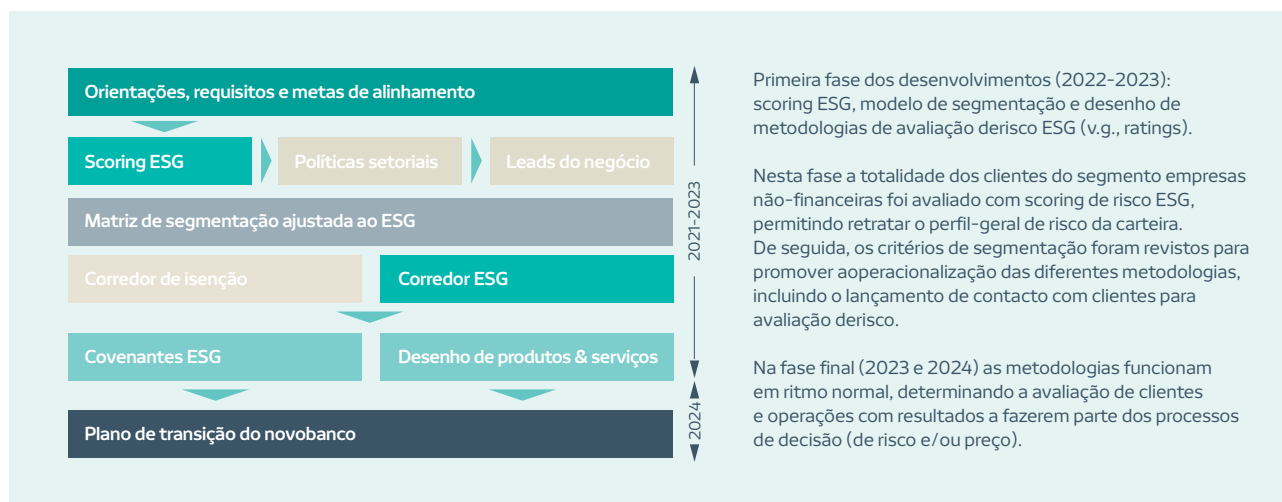 Orientações, requisitos e metas de alinhamento
Scoring ESG
Políticas setoriais
Leads do negócio
Matriz de segmentação ajustada ao ESG
Corredor de isenção
Corredor ESG
Covenantes ESG
Desenho de produtos & serviços
Plano de transição do novobanco
2021-2023
2024
Primeira fase dos desenvolvimentos (2022-2023):
scoring ESG, modelo de segmentação e desenho de
metodologias de avaliação derisco ESG (v.g., ratings).
Nesta fase a totalidade dos clientes do segmento empresas
não-financeiras foi avaliado com scoring de risco ESG,
permitindo retratar o perfil-geral de risco da carteira.
De seguida, os critérios de segmentação foram revistos para
promover aoperacionalização das diferentes metodologias,
incluindo o lançamento de contacto com clientes para
avaliação derisco.
Na fase final (2023 e 2024) as metodologias funcionam
em ritmo normal, determinando a avaliação de clientes
e operações com resultados a fazerem parte dos processos
de decisão (de risco e/ou preço).